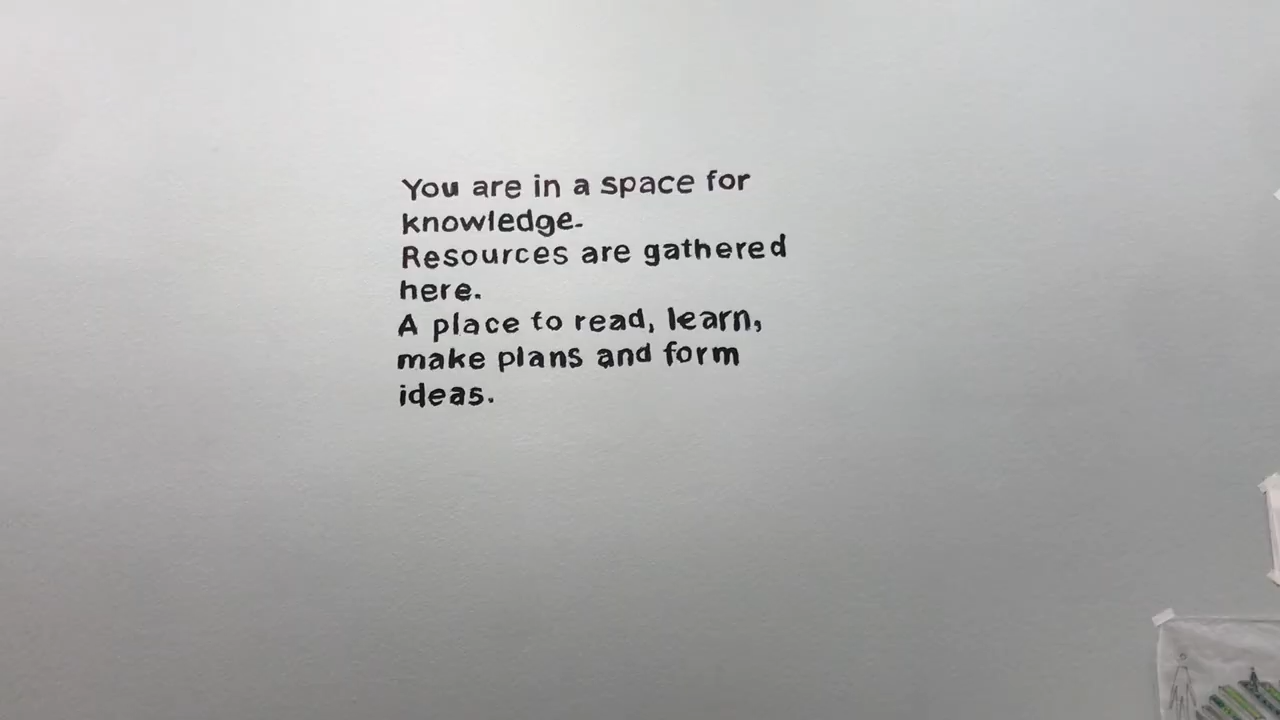 You are in a space for
knowledge.
Resources are gathered
here.
A place to read, learn,
make plans and form
ideas.